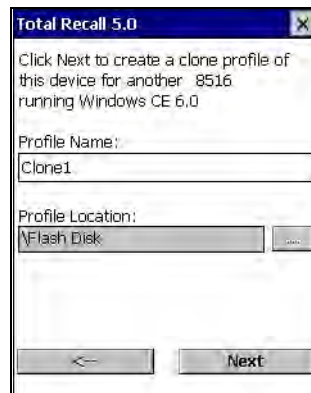 Total Recall 5.0
Click Next to create a clone profile of
this device for another 8516
running Windows CE 6.0
Profile Name:
Clone1
Profile Location:
\Flash Disk
...
<-- Next